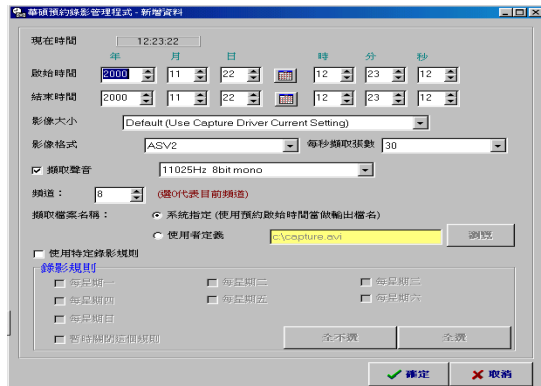 華碩預約錄影管理程式 - 新增資料
現在時間 12:23:22
年 月 日 時 分 秒
啟始時間 2000 11 22 12 23 12
結束時間 2000 11 22 12 23 12
影像大小 Default (Use Capture Driver Current Setting)
影像格式 ASV2 每秒擷取張數 30
擷取聲音 11025Hz 8bit mono
頻道： 8 (選0代表目前頻道)
擷取檔案名稱： 系統指定 (使用預約啟始時間當做輸出檔名)
使用者定義 c:\capture.avi 瀏覽
使用特定錄影規則
錄影規則
每星期一 每星期二 每星期三
每星期四 每星期五 每星期六
每星期日
暫時關閉這個規則 全不選 全選
確定 取消